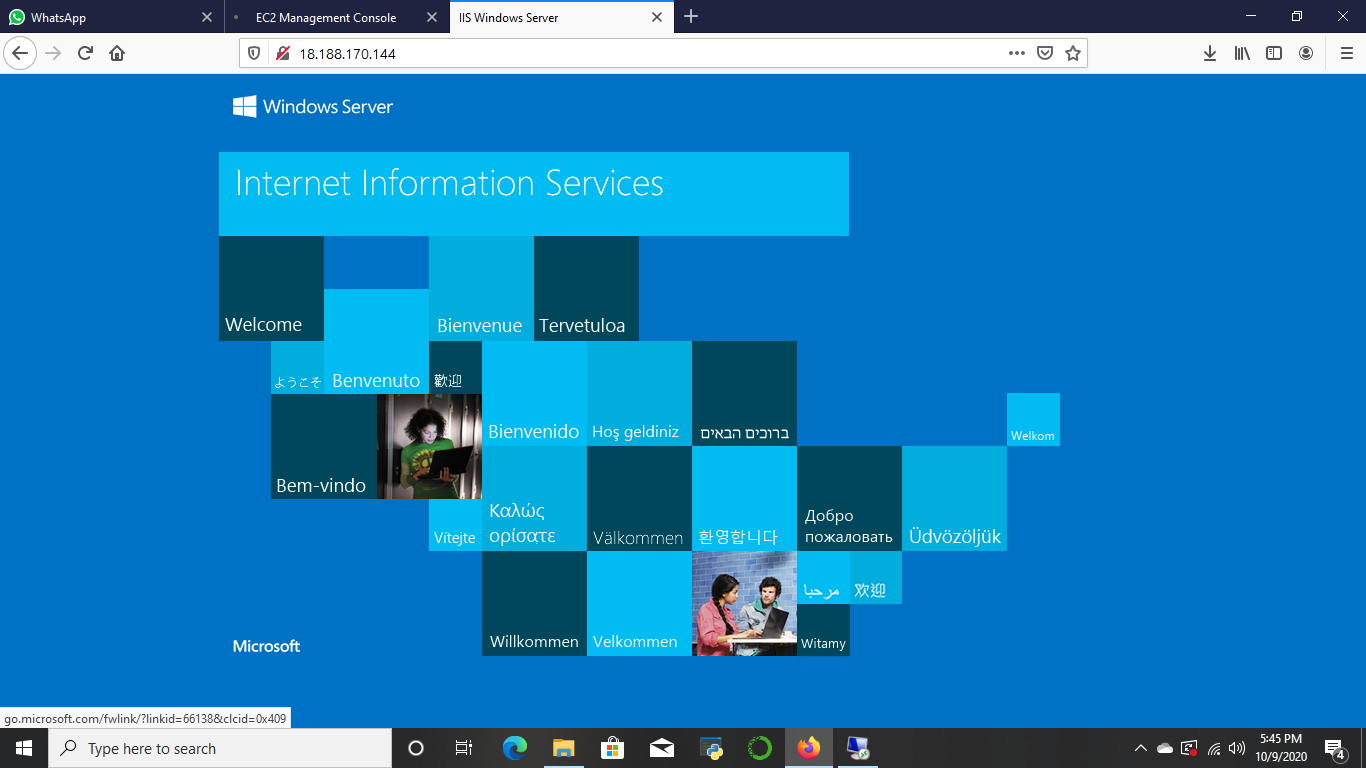 WhatsApp
EC2 Management Console
IIS Windows Server
18.188.170.144
Windows Server
Internet Information Services
Welcome
Bienvenue
Tervetuloa
ようこそ
Benvenuto
歡迎
Bienvenido
Hoş geldiniz
ברוכים הבאים
Welkom
Bem-vindo
Vítejte
Καλώς
ορίσατε
Välkommen
환영합니다
Добро
пожаловать
Üdvözöljük
مرحبا
欢迎
Willkommen
Velkommen
Witamy
Microsoft
go.microsoft.com/fwlink/?linkid=66138&clcid=0x409
Type here to search
5:45 PM
10/9/2020
4